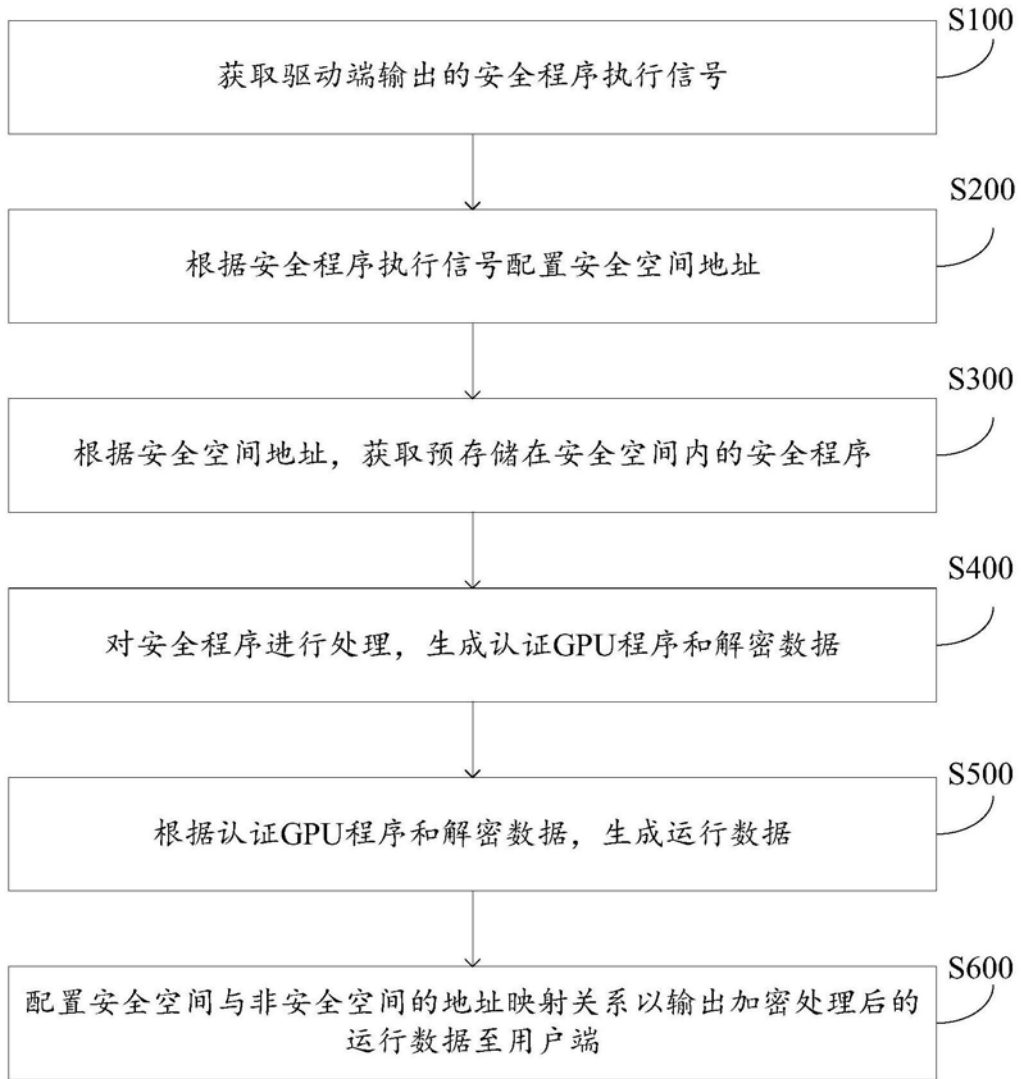 S100
获取驱动端输出的安全程序执行信号
S200
根据安全程序执行信号配置安全空间地址
S300
根据安全空间地址，获取预存储在安全空间内的安全程序
S400
对安全程序进行处理，生成认证GPU程序和解密数据
S500
根据认证GPU程序和解密数据，生成运行数据
S600
配置安全空间与非安全空间的地址映射关系以输出加密处理后的
运行数据至用户端